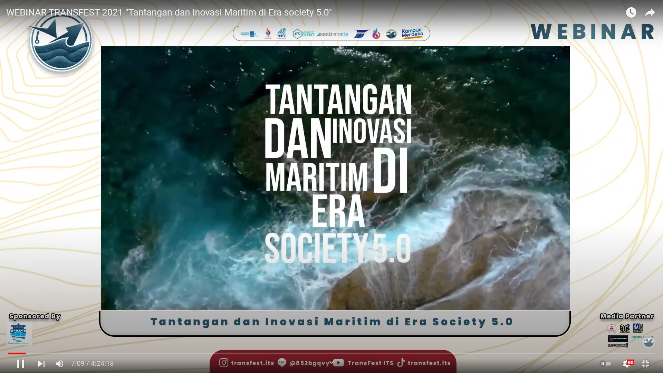 WEBINAR TRANSFEST 2021 "Tantangan dan Inovasi Maritim di Era society 5.0"
WEBINAR
TANTANGAN
DAN INOVASI
MARITIM DI
ERA
SOCIETY 5.0
Sponsored By
Media Partner
Tantangan dan Inovasi Maritim di Era Society 5.0
transfest.its
@852bgqvy
TransFest ITS
transfest.its
7:09 / 4:24:18